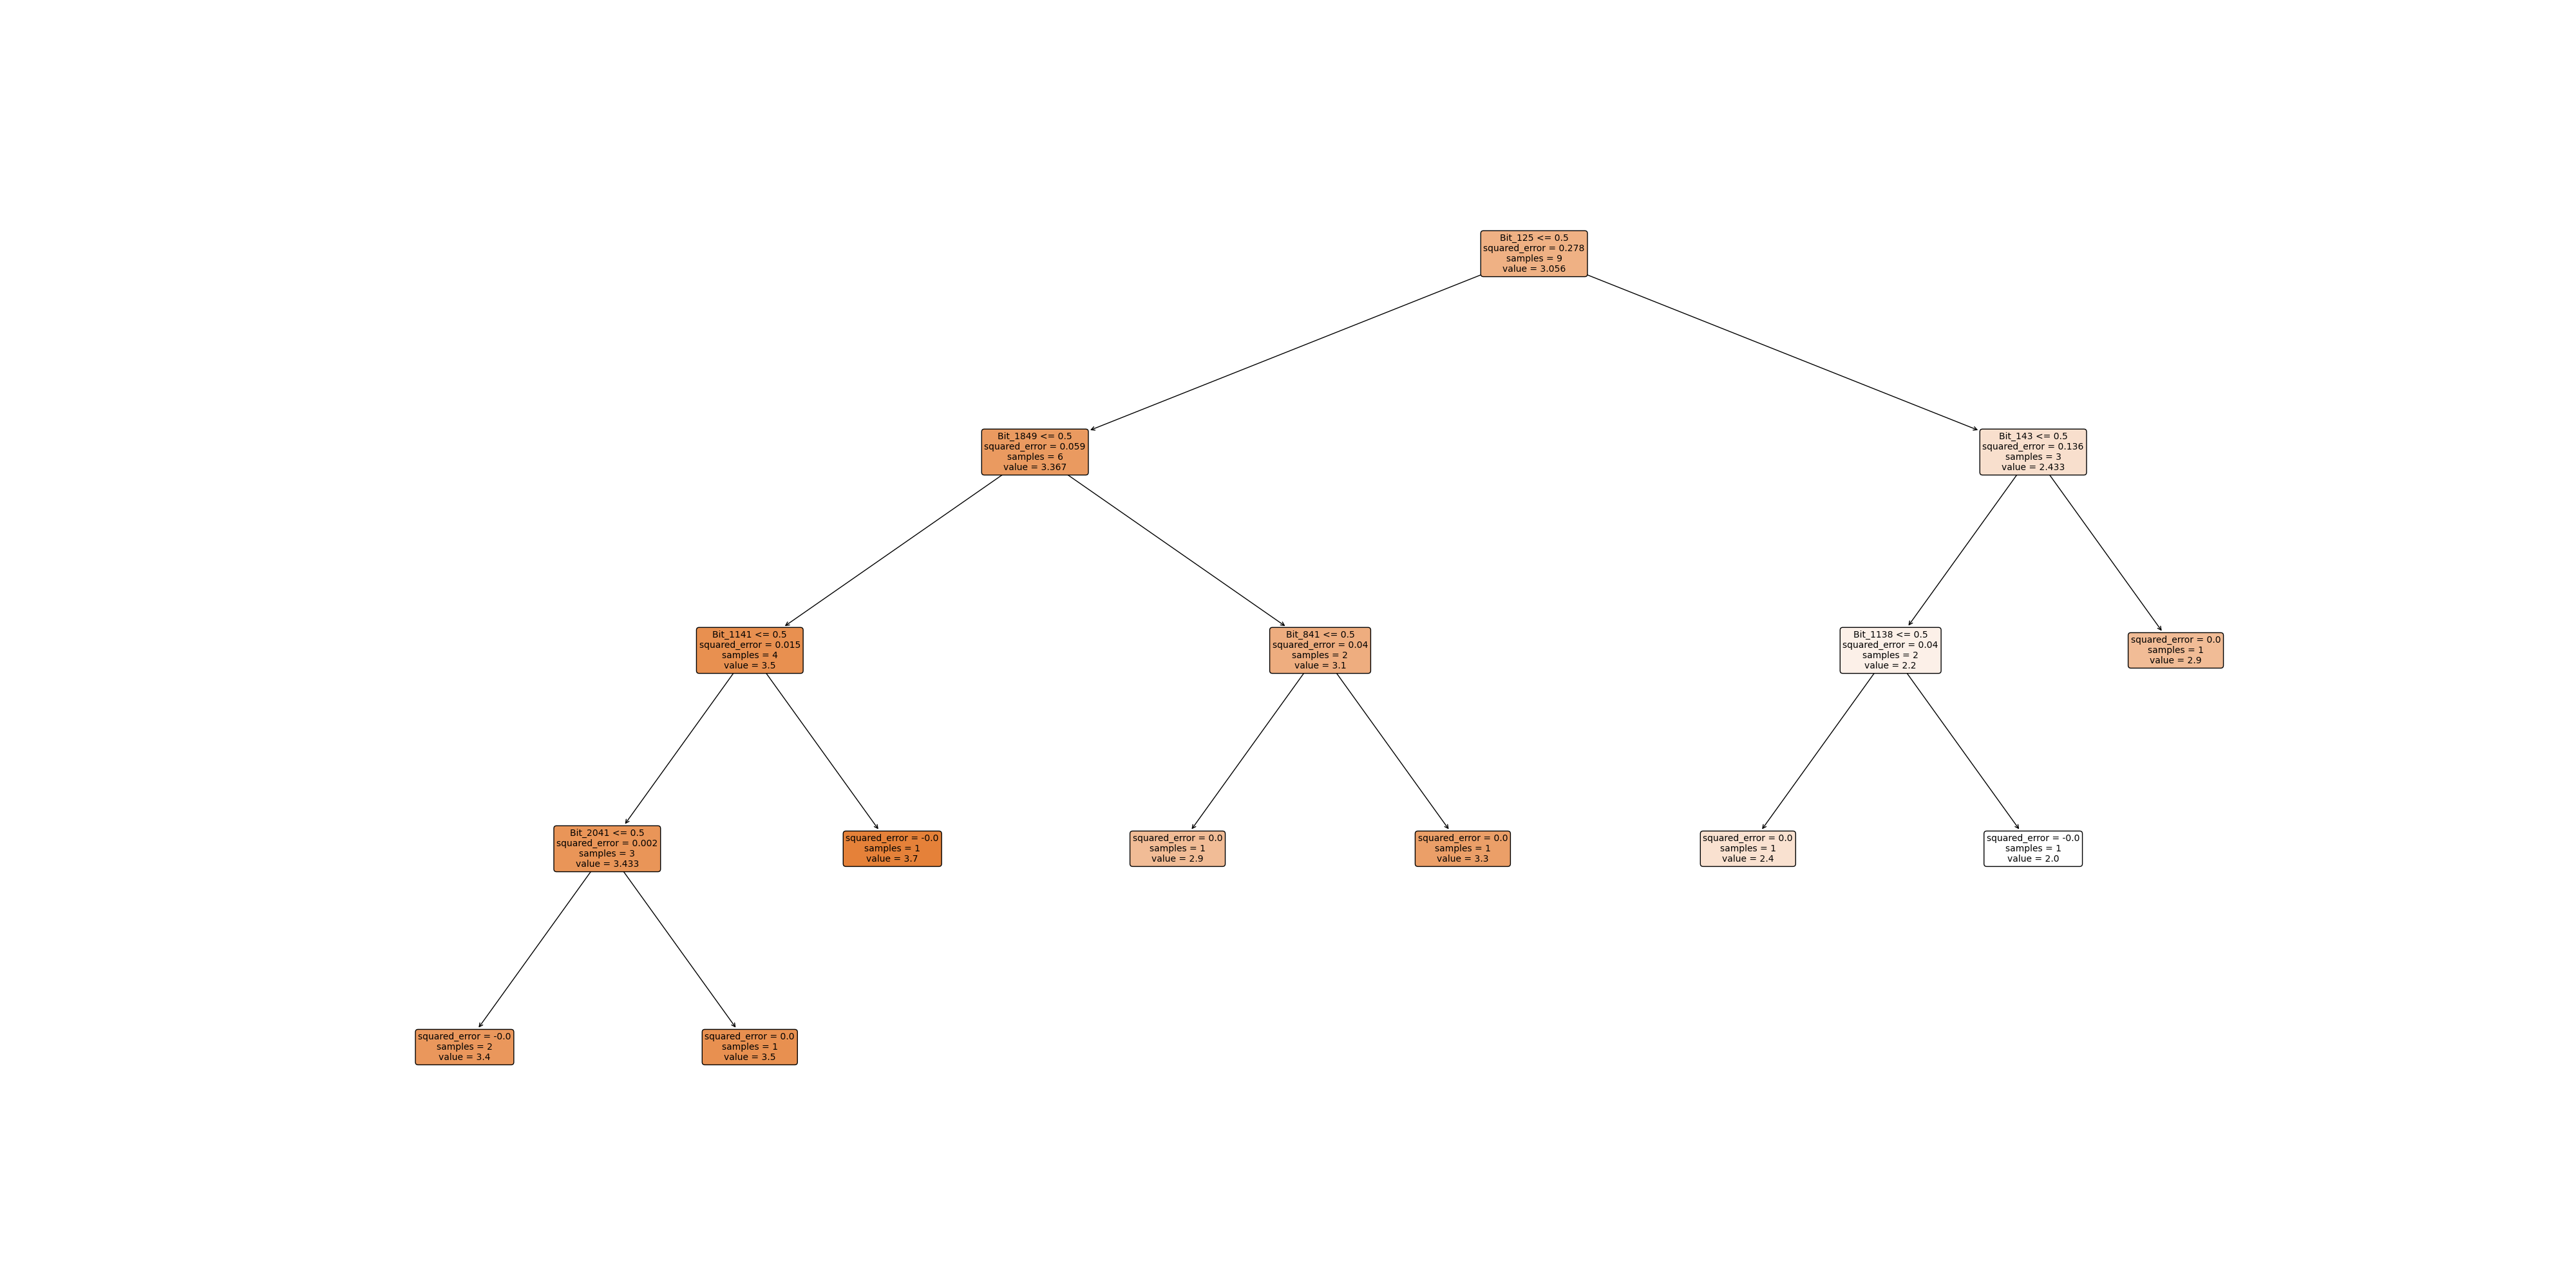 Bit_125 <= 0.5
squared_error = 0.278
samples = 9
value = 3.056
Bit_1849 <= 0.5
squared_error = 0.059
samples = 6
value = 3.367
Bit_143 <= 0.5
squared_error = 0.136
samples = 3
value = 2.433
Bit_1141 <= 0.5
squared_error = 0.015
samples = 4
value = 3.5
Bit_841 <= 0.5
squared_error = 0.04
samples = 2
value = 3.1
Bit_1138 <= 0.5
squared_error = 0.04
samples = 2
value = 2.2
squared_error = 0.0
samples = 1
value = 2.9
Bit_2041 <= 0.5
squared_error = 0.002
samples = 3
value = 3.433
squared_error = -0.0
samples = 1
value = 3.7
squared_error = 0.0
samples = 1
value = 2.9
squared_error = 0.0
samples = 1
value = 3.3
squared_error = 0.0
samples = 1
value = 2.4
squared_error = -0.0
samples = 1
value = 2.0
squared_error = -0.0
samples = 2
value = 3.4
squared_error = 0.0
samples = 1
value = 3.5